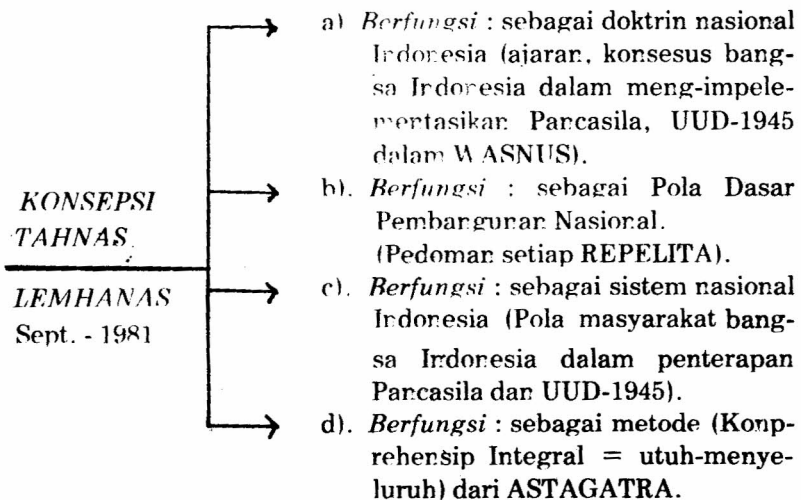 KONSEPSI
TAHNAS
LEMHANAS
Sept. - 1981
a) Berfungsi : sebagai doktrin nasional
Indonesia (ajaran, konsesus bang-
sa Indonesia dalam meng-impele-
mentasikan Pancasila, UUD-1945
dalam WASNUS).
b). Berfungsi : sebagai Pola Dasar
Pembangunan Nasional.
(Pedoman setiap REPELITA).
c). Berfungsi : sebagai sistem nasional
Indonesia (Pola masyarakat bang-
sa Indonesia dalam penterapan
Pancasila dan UUD-1945).
d). Berfungsi : sebagai metode (Konp-
rehensip Integral = utuh-menye-
luruh) dari ASTAGATRA.